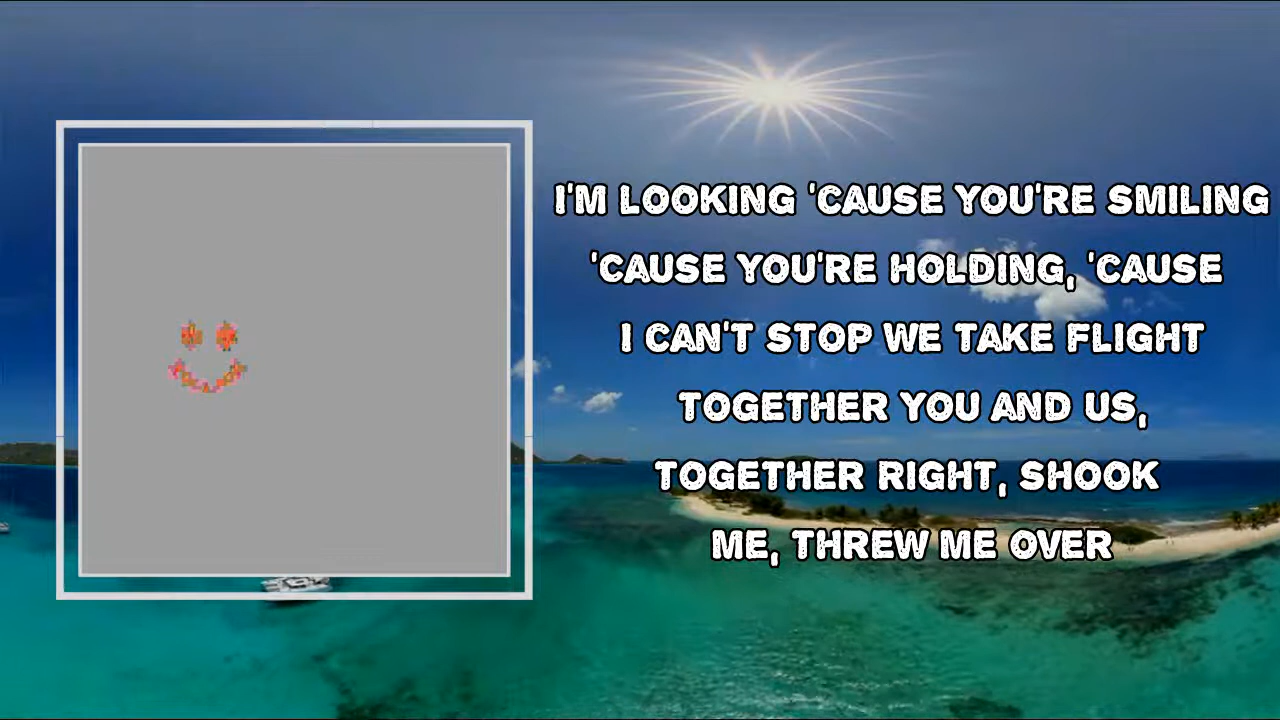 I'M LOOKING 'CAUSE YOU'RE SMILING
'CAUSE YOU'RE HOLDING, 'CAUSE
I CAN'T STOP WE TAKE FLIGHT
TOGETHER YOU AND US,
TOGETHER RIGHT, SHOOK
ME, THREW ME OVER